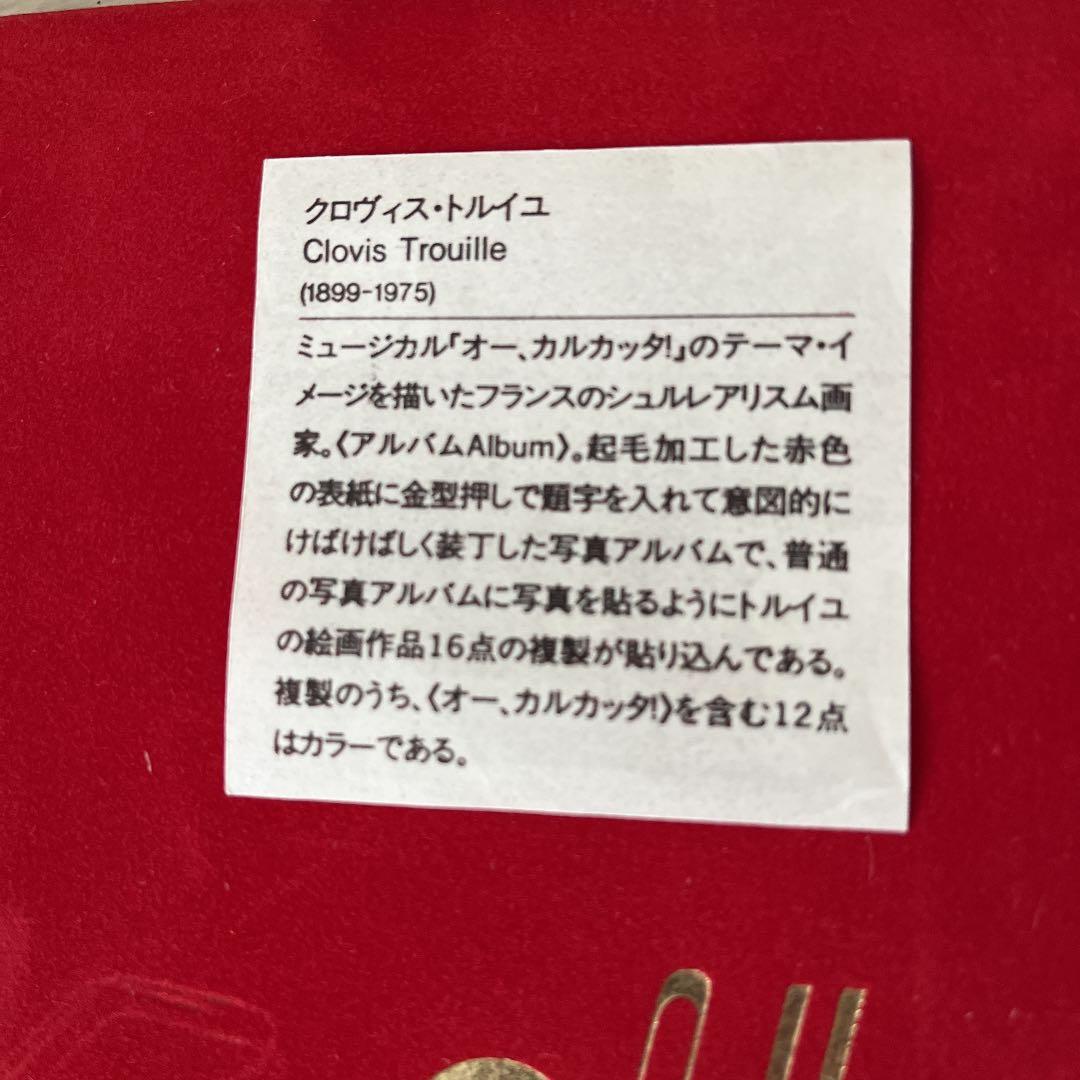 クロヴィス・トルイユ
Clovis Trouille
(1899-1975)
ミュージカル「オー、カルカッタ!」のテーマ・イ
メージを描いたフランスのシュルレアリスム画
家。〈アルバムAlbum〉。起毛加工した赤色
の表紙に金型押しで題字を入れて意図的に
けばけばしく装丁した写真アルバムで、普通
の写真アルバムに写真を貼るようにトルイユ
の絵画作品16点の複製が貼り込んである。
複製のうち、〈オー、カルカッタ!〉を含む12点
はカラーである。